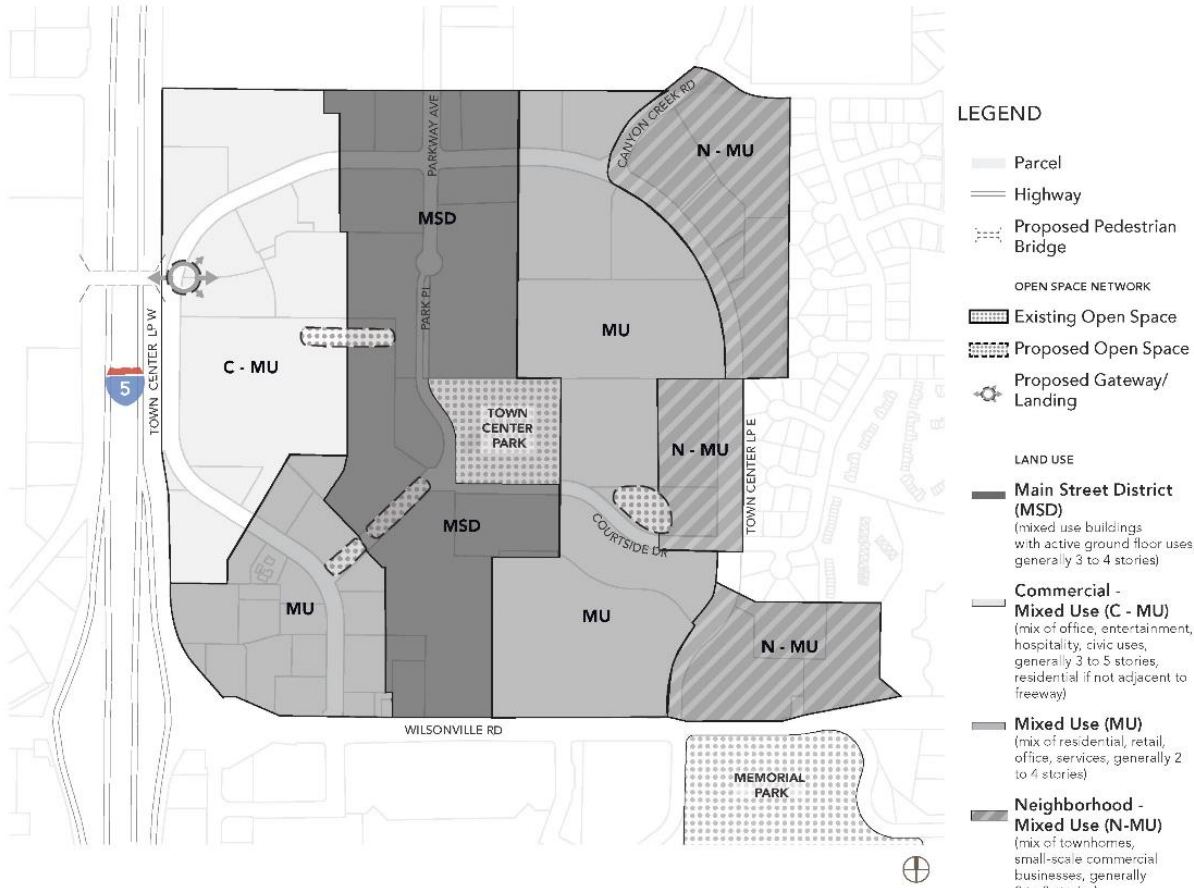 PARKWAY AVE
CANYON CREEK RD
N - MU
MSD
TOWN CENTER LP W
PARK PL
MU
C - MU
5
TOWN
CENTER
PARK
N - MU
TOWN CENTER LP E
MSD
COURTSIDE DR
MU
MU
N - MU
WILSONVILLE RD
MEMORIAL
PARK
LEGEND
Parcel
Highway
Proposed Pedestrian
Bridge
OPEN SPACE NETWORK
Existing Open Space
Proposed Open Space
Proposed Gateway/
Landing
LAND USE
Main Street District
(MSD)
(mixed use buildings
with active ground floor uses
generally 3 to 4 stories)
Commercial -
Mixed Use (C - MU)
(mix of office, entertainment,
hospitality, civic uses,
generally 3 to 5 stories,
residential if not adjacent to
freeway)
Mixed Use (MU)
(mix of residential, retail,
office, services, generally 2
to 4 stories)
Neighborhood -
Mixed Use (N-MU)
(mix of townhomes,
small-scale commercial
businesses, generally